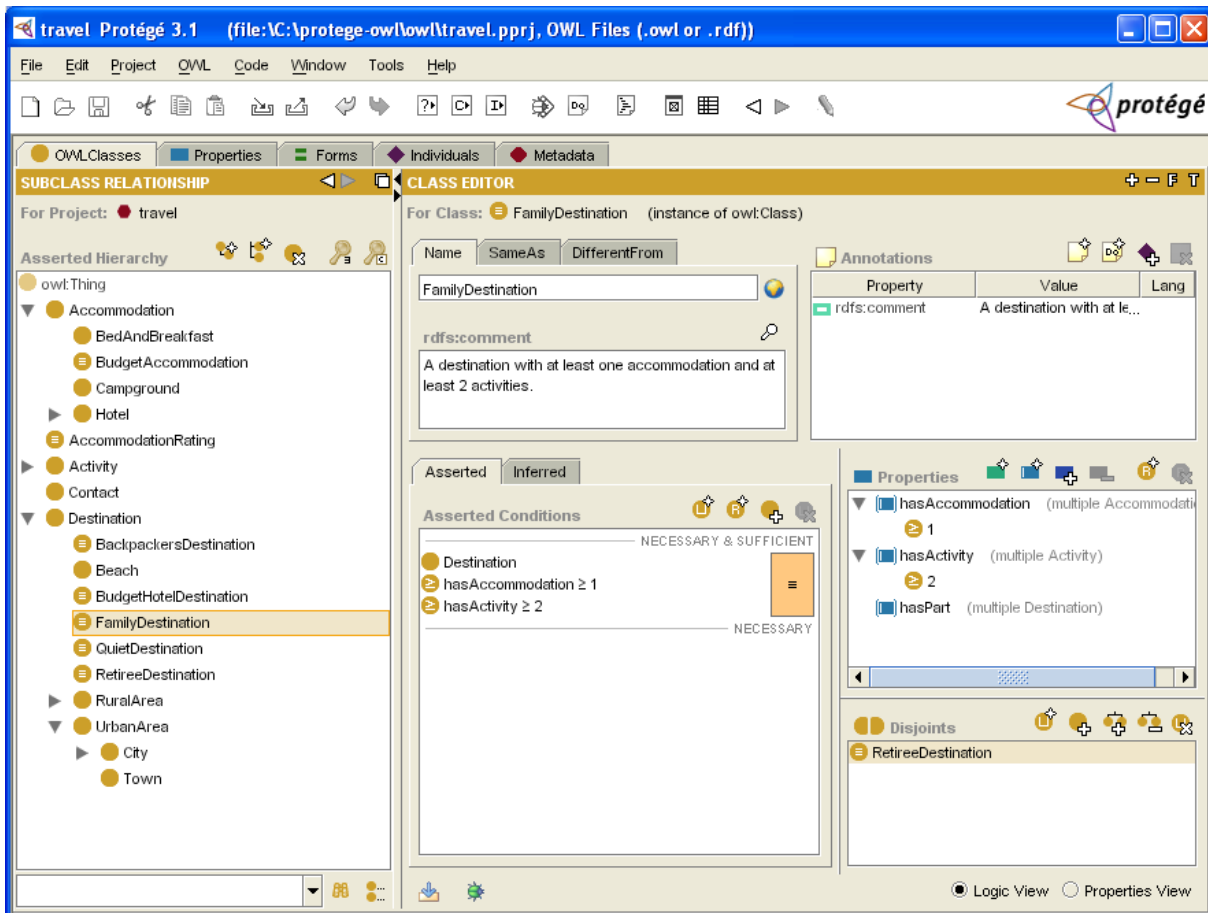 travel Protégé 3.1 (file:\C:\protege-owl\owl\travel.pprj, OWL Files (.owl or .rdf))
File Edit Project OWL Code Window Tools Help
protégé
OWLClasses Properties Forms Individuals Metadata
SUBCLASS RELATIONSHIP
For Project: travel
Asserted Hierarchy
owl:Thing
Accommodation
BedAndBreakfast
BudgetAccommodation
Campground
Hotel
AccommodationRating
Activity
Contact
Destination
BackpackersDestination
Beach
BudgetHotelDestination
FamilyDestination
QuietDestination
RetireeDestination
RuralArea
UrbanArea
City
Town
CLASS EDITOR
F T
For Class: FamilyDestination (instance of owl:Class)
Name SameAs DifferentFrom
FamilyDestination
rdfs:comment
A destination with at least one accommodation and at
least 2 activities.
Annotations
Property Value Lang
rdfs:comment A destination with at le...
Asserted Inferred
Asserted Conditions
NECESSARY & SUFFICIENT
Destination
hasAccommodation ≥ 1
hasActivity ≥ 2
≡
NECESSARY
Properties
hasAccommodation (multiple Accommodati
1
hasActivity (multiple Activity)
2
hasPart (multiple Destination)
Disjoints
RetireeDestination
Logic View Properties View